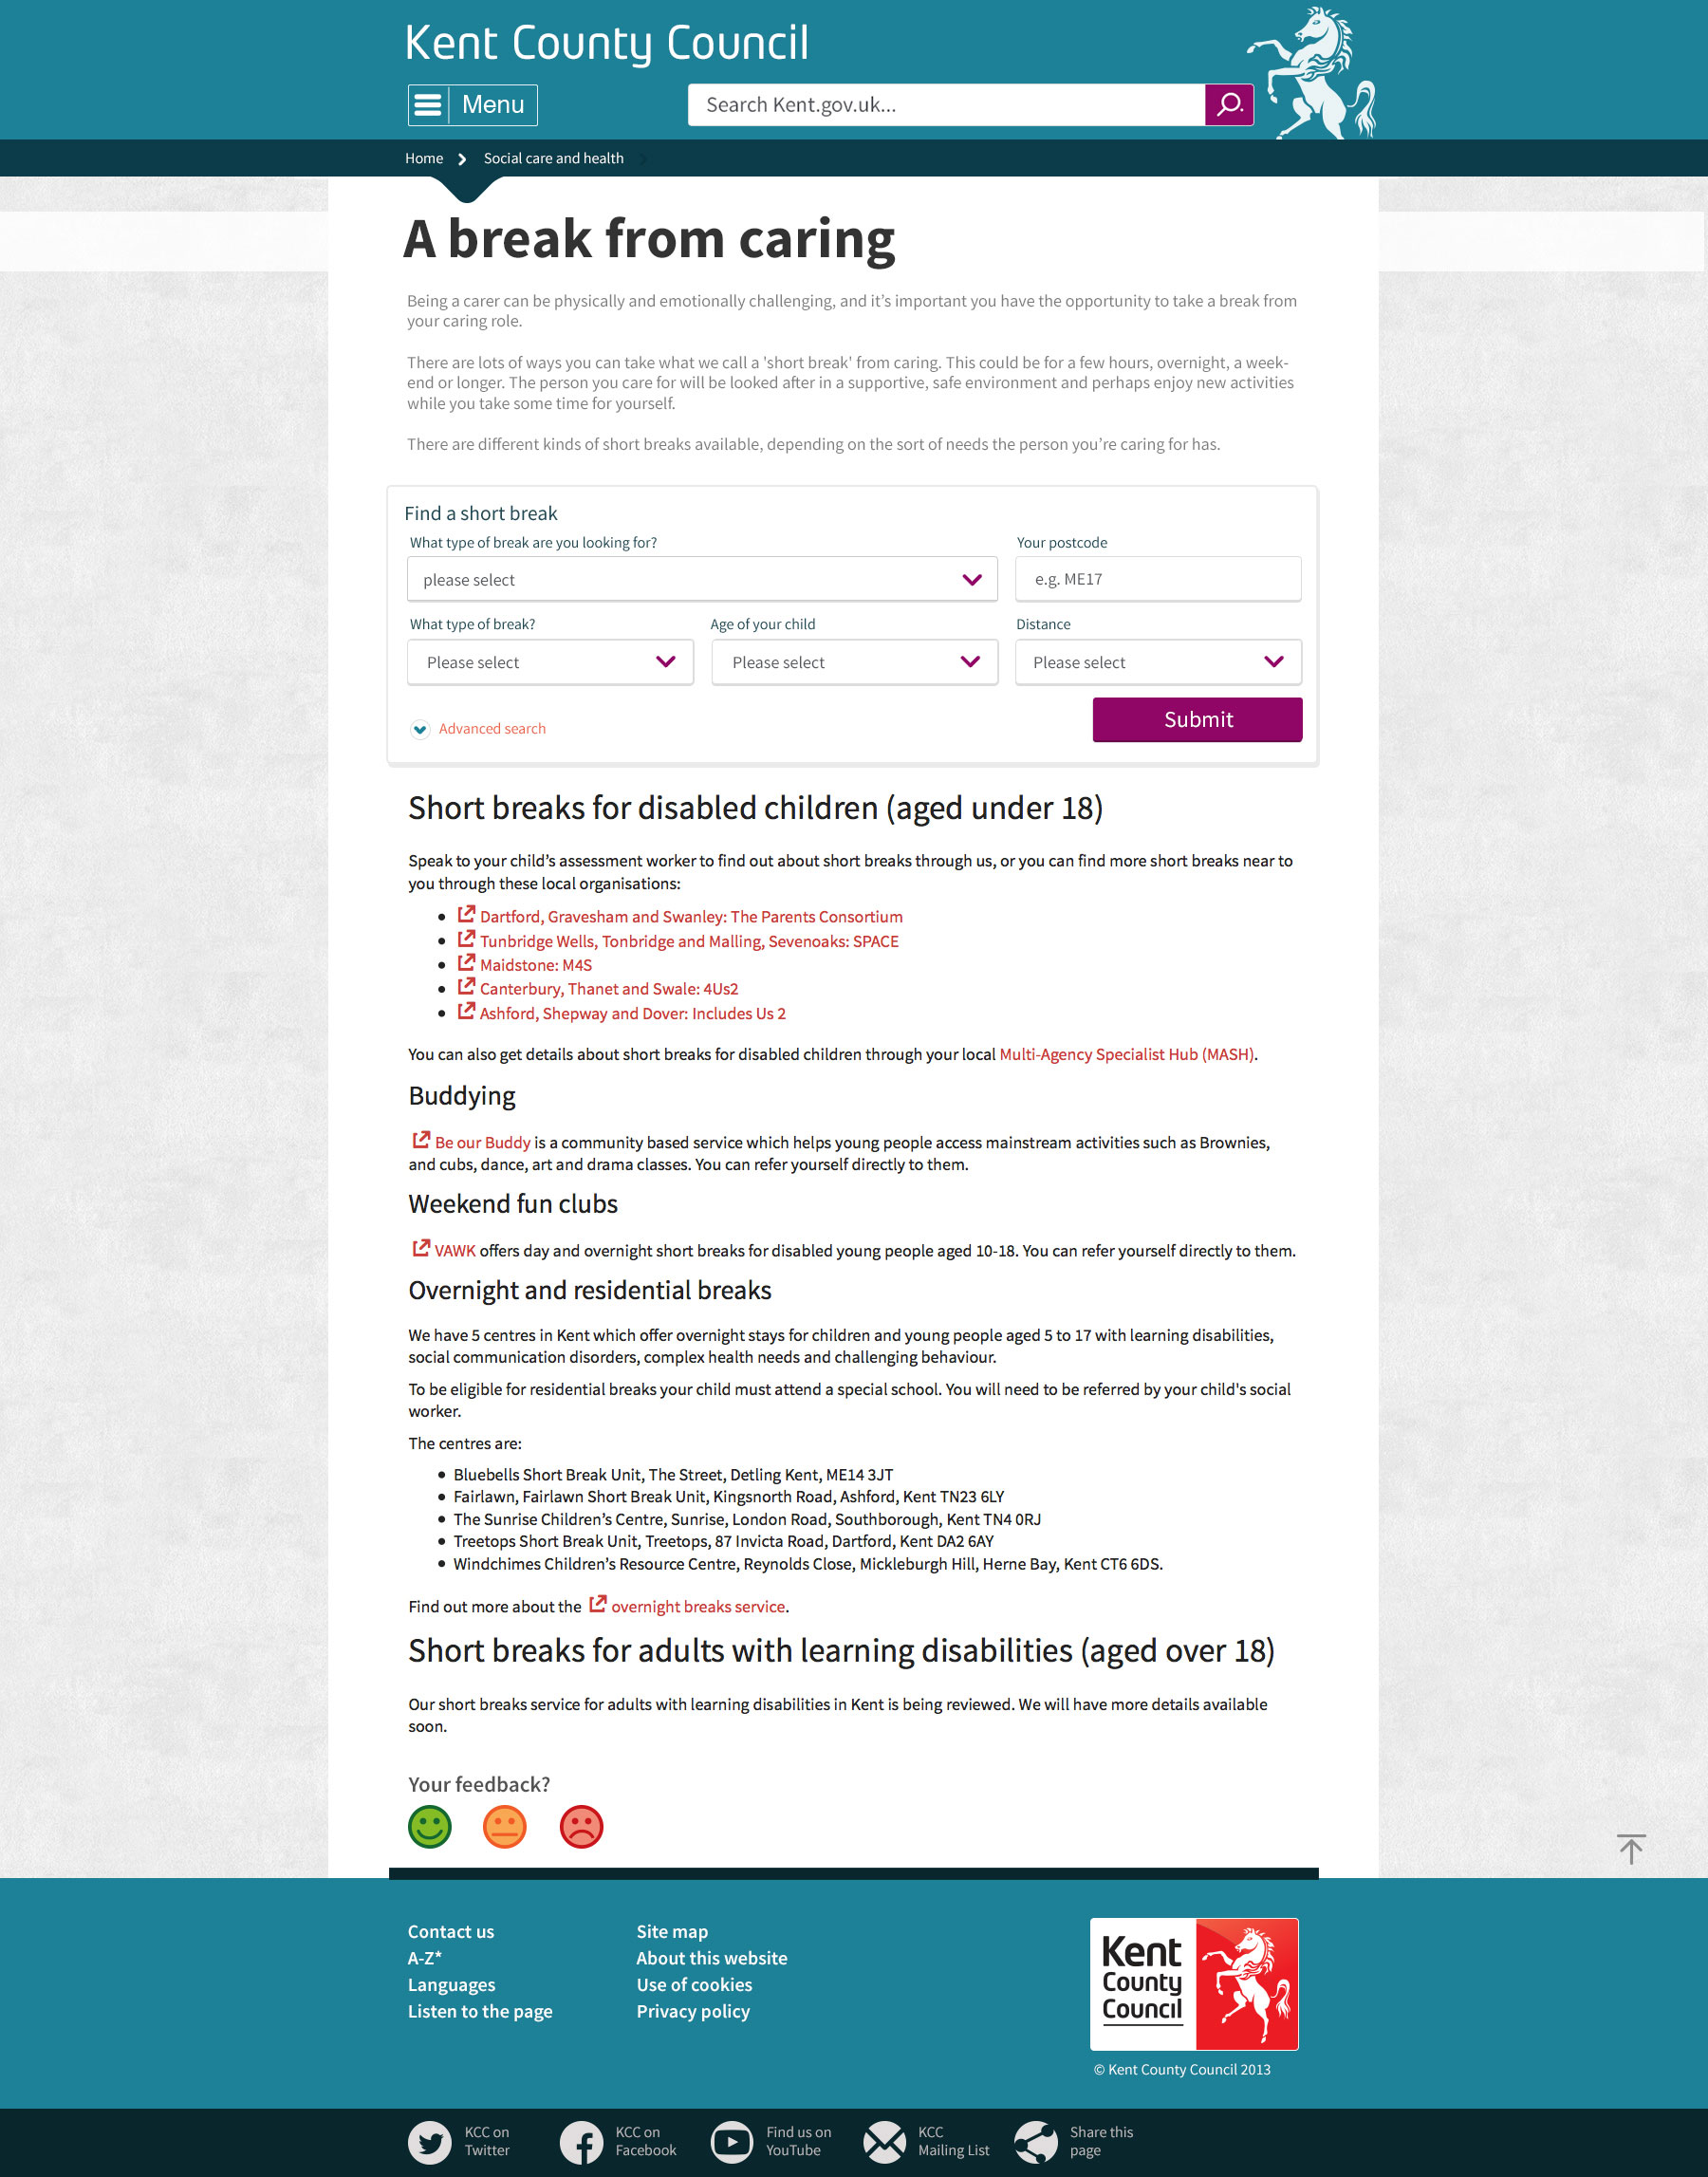 Kent County Council
Menu
Search Kent.gov.uk...
Home
Social care and health
A break from caring
Being a carer can be physically and emotionally challenging, and it’s important you have the opportunity to take a break from
your caring role.
There are lots of ways you can take what we call a 'short break' from caring. This could be for a few hours, overnight, a week-
end or longer. The person you care for will be looked after in a supportive, safe environment and perhaps enjoy new activities
while you take some time for yourself.
There are different kinds of short breaks available, depending on the sort of needs the person you’re caring for has.
Find a short break
What type of break are you looking for?
Your postcode
please select
e.g. ME17
What type of break?
Age of your child
Distance
Please select
Please select
Please select
Advanced search
Submit
Short breaks for disabled children (aged under 18)
Speak to your child’s assessment worker to find out about short breaks through us, or you can find more short breaks near to
you through these local organisations:
Dartford, Gravesham and Swanley: The Parents Consortium
Tunbridge Wells, Tonbridge and Malling, Sevenoaks: SPACE
Maidstone: M4S
Canterbury, Thanet and Swale: 4Us2
Ashford, Shepway and Dover: Includes Us 2
You can also get details about short breaks for disabled children through your local Multi-Agency Specialist Hub (MASH).
Buddying
Be our Buddy is a community based service which helps young people access mainstream activities such as Brownies,
and cubs, dance, art and drama classes. You can refer yourself directly to them.
Weekend fun clubs
VAWK offers day and overnight short breaks for disabled young people aged 10-18. You can refer yourself directly to them.
Overnight and residential breaks
We have 5 centres in Kent which offer overnight stays for children and young people aged 5 to 17 with learning disabilities,
social communication disorders, complex health needs and challenging behaviour.
To be eligible for residential breaks your child must attend a special school. You will need to be referred by your child's social
worker.
The centres are:
Bluebells Short Break Unit, The Street, Detling Kent, ME14 3JT
Fairlawn, Fairlawn Short Break Unit, Kingsnorth Road, Ashford, Kent TN23 6LY
The Sunrise Children’s Centre, Sunrise, London Road, Southborough, Kent TN4 0RJ
Treetops Short Break Unit, Treetops, 87 Invicta Road, Dartford, Kent DA2 6AY
Windchimes Children’s Resource Centre, Reynolds Close, Mickleburgh Hill, Herne Bay, Kent CT6 6DS.
Find out more about the overnight breaks service.
Short breaks for adults with learning disabilities (aged over 18)
Our short breaks service for adults with learning disabilities in Kent is being reviewed. We will have more details available
soon.
Your feedback?
Contact us
A-Z*
Languages
Listen to the page
Site map
About this website
Use of cookies
Privacy policy
Kent
County
Council
© Kent County Council 2013
KCC on
Twitter
KCC on
Facebook
Find us on
YouTube
KCC
Mailing List
Share this
page